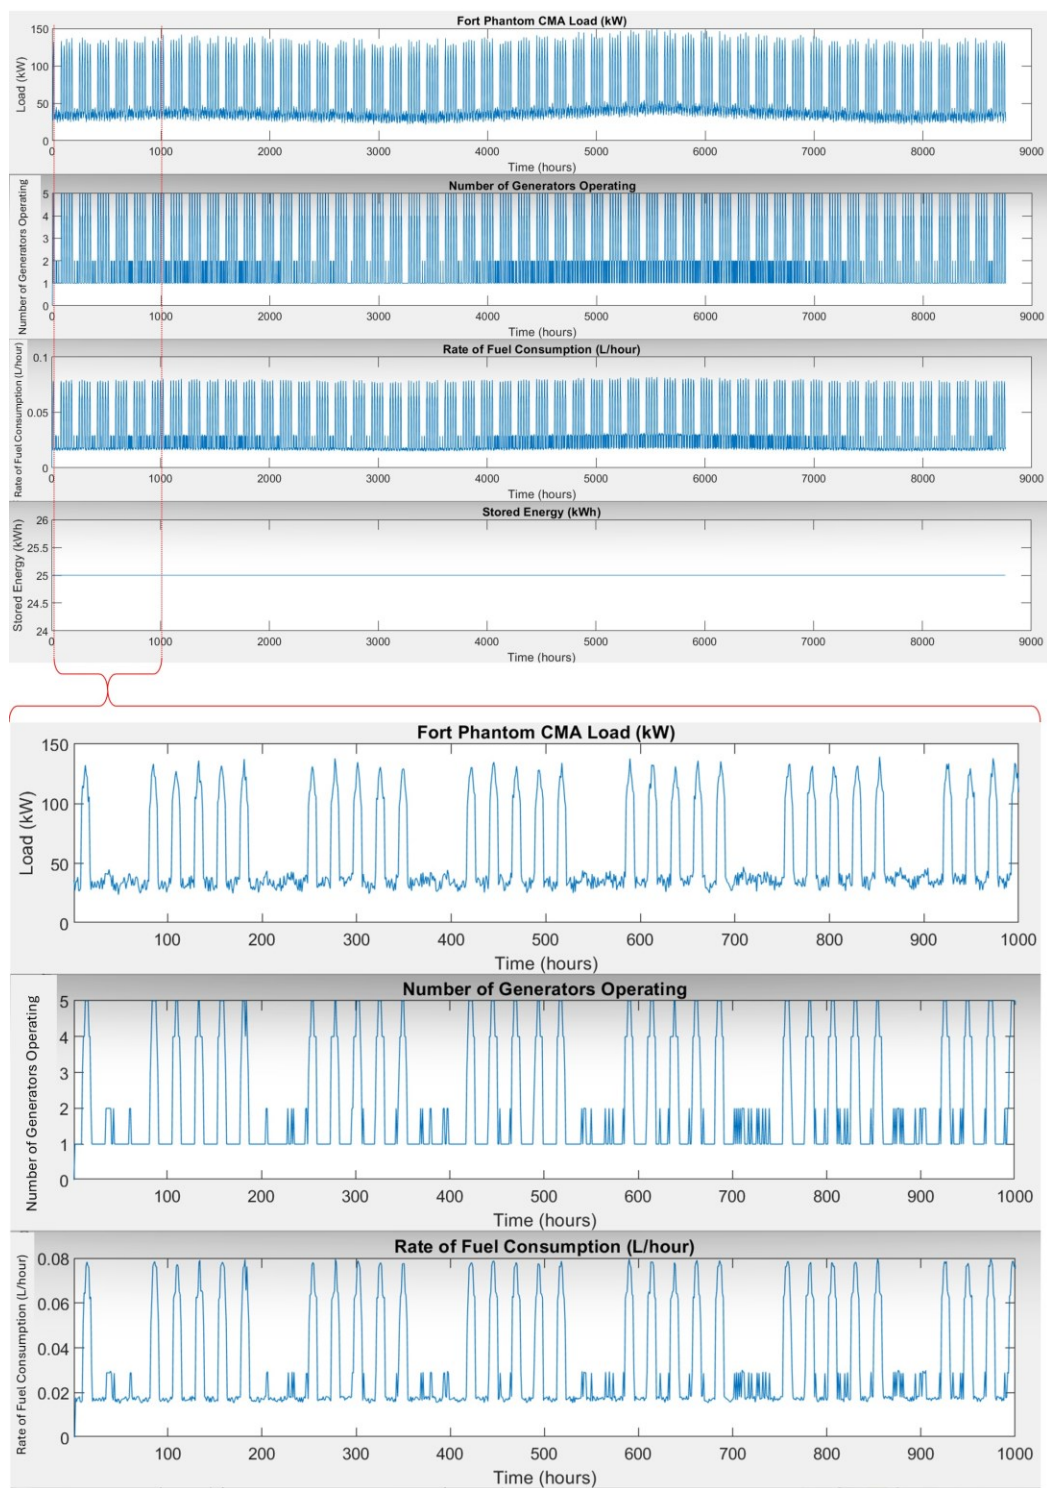 Fort Phantom CMA Load (kW)
Load (kW)
150
100
50
0
0 1000 2000 3000 4000 5000 6000 7000 8000 9000
Time (hours)
Number of Generators Operating
Number of Generators Operating
5
4
3
2
1
0
0 1000 2000 3000 4000 5000 6000 7000 8000 9000
Time (hours)
Rate of Fuel Consumption (L/hour)
Rate of Fuel Consumption (L/hour)
0.1
0.05
0
0 1000 2000 3000 4000 5000 6000 7000 8000 9000
Time (hours)
Stored Energy (kWh)
Stored Energy (kWh)
26
25.5
25
24.5
24
0 1000 2000 3000 4000 5000 6000 7000 8000 9000
Time (hours)
Fort Phantom CMA Load (kW)
Load (kW)
150
100
50
0
100 200 300 400 500 600 700 800 900 1000
Time (hours)
Number of Generators Operating
Number of Generators Operating
5
4
3
2
1
0
100 200 300 400 500 600 700 800 900 1000
Time (hours)
Rate of Fuel Consumption (L/hour)
Rate of Fuel Consumption (L/hour)
0.08
0.06
0.04
0.02
0
100 200 300 400 500 600 700 800 900 1000
Time (hours)